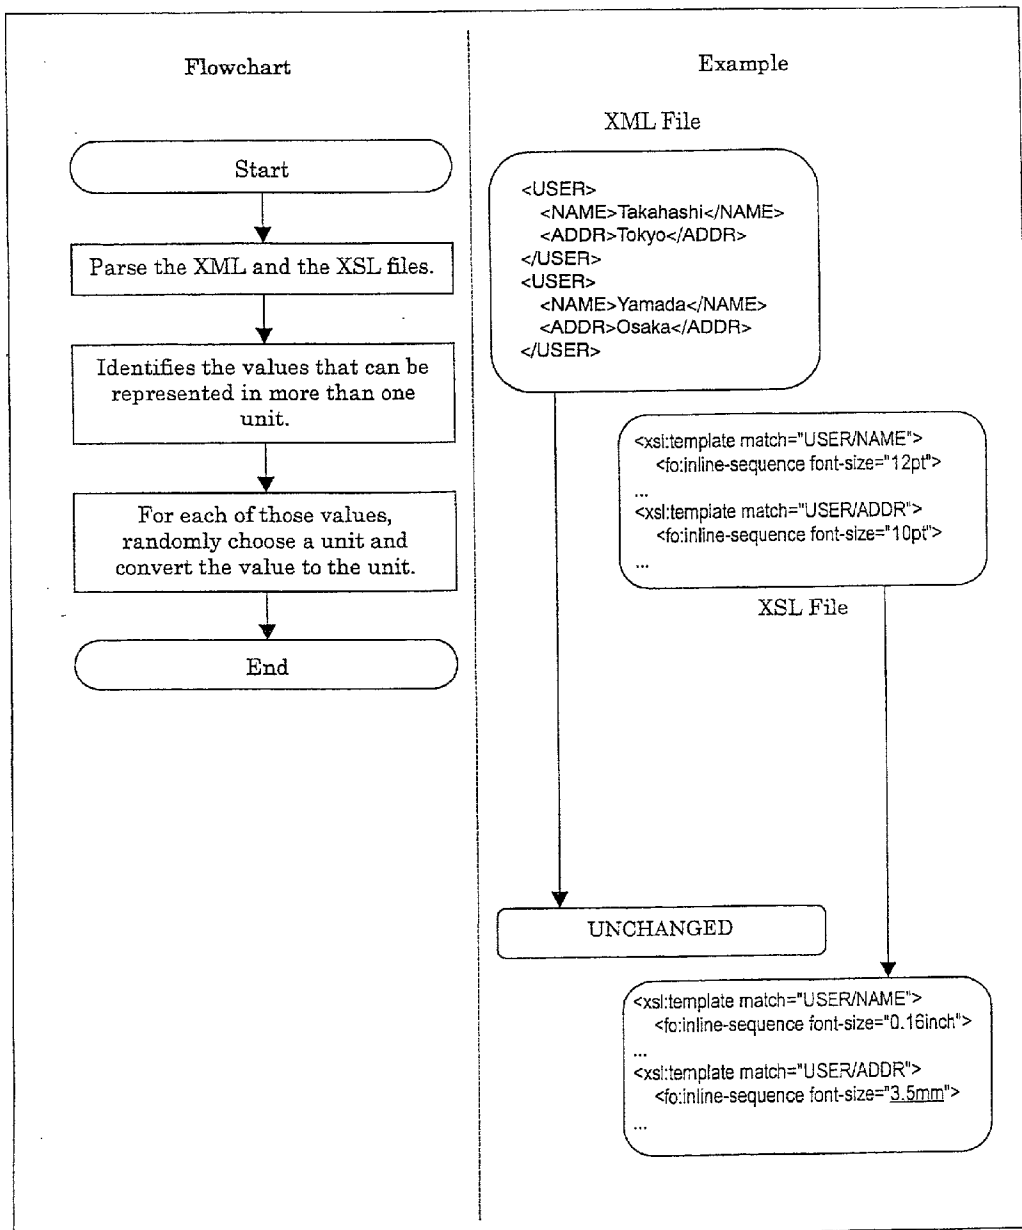 Flowchart
Start
Parse the XML and the XSL files.
Identifies the values that can be
represented in more than one
unit.
For each of those values,
randomly choose a unit and
convert the value to the unit.
End
Example
XML File
<USER>
<NAME>Takahashi</NAME>
<ADDR>Tokyo</ADDR>
</USER>
<USER>
<NAME>Yamada</NAME>
<ADDR>Osaka</ADDR>
</USER>
<xsl:template match="USER/NAME">
<fo:inline-sequence font-size="12pt">
...
<xsl:template match="USER/ADDR">
<fo:inline-sequence font-size="10pt">
...
XSL File
UNCHANGED
<xsl:template match="USER/NAME">
<fo:inline-sequence font-size="0.16inch">
...
<xsl:template match="USER/ADDR">
<fo:inline-sequence font-size="3.5mm">
...